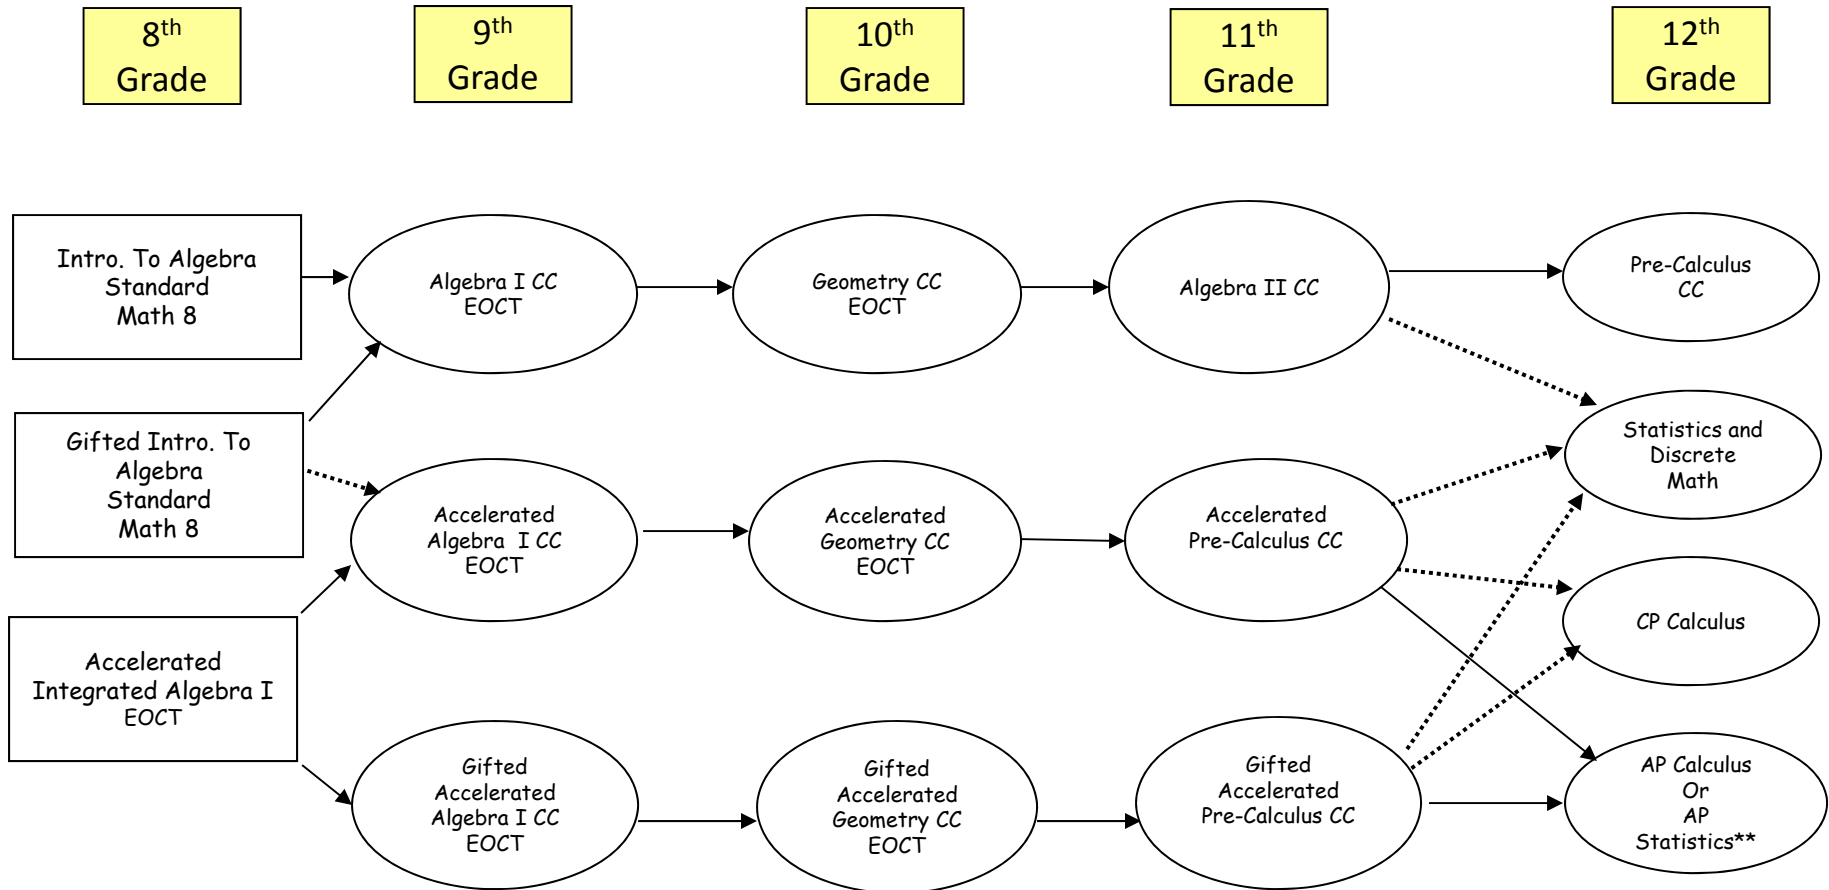 8th
Grade
9th
Grade
10th
Grade
11th
Grade
12th
Grade
Intro. To Algebra
Standard
Math 8
Algebra I CC
EOCT
Geometry CC
EOCT
Algebra II CC
Pre-Calculus
CC
Gifted Intro. To
Algebra
Standard
Math 8
Accelerated
Algebra I CC
EOCT
Accelerated
Geometry CC
EOCT
Accelerated
Pre-Calculus CC
Statistics and
Discrete
Math
CP Calculus
Accelerated
Integrated Algebra I
EOCT
Gifted
Accelerated
Algebra I CC
EOCT
Gifted
Accelerated
Geometry CC
EOCT
Gifted
Accelerated
Pre-Calculus CC
AP Calculus
Or
AP
Statistics**